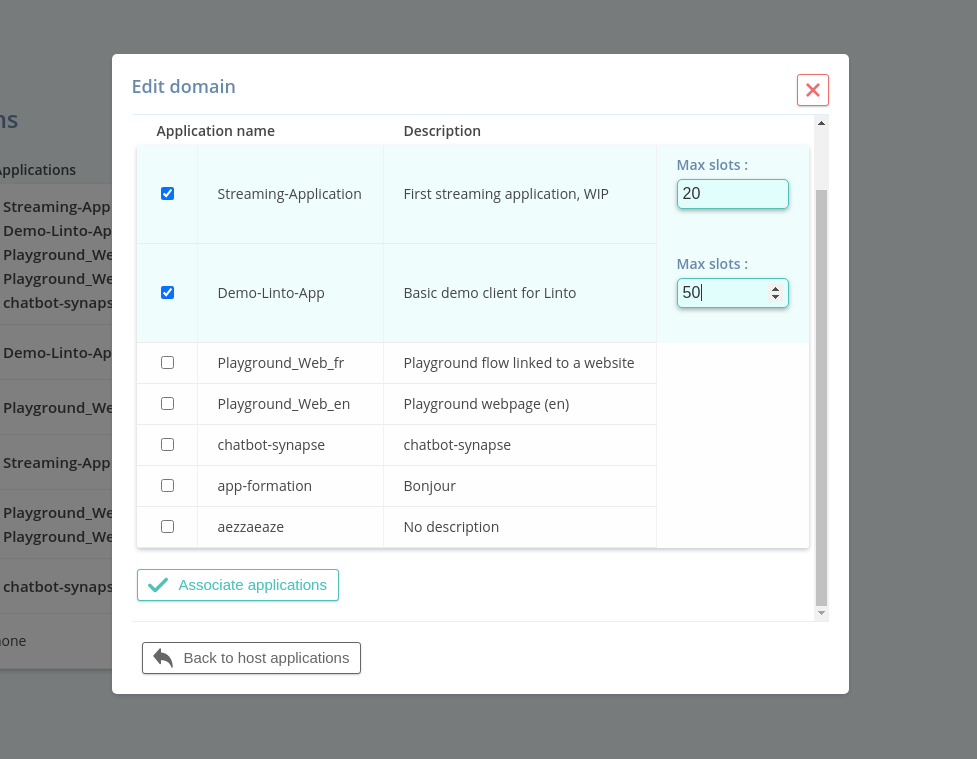 Edit domain
Application name Description
Streaming-Application First streaming application, WIP Max slots : 20
Demo-Linto-App Basic demo client for Linto Max slots : 50
Playground_Web_fr Playground flow linked to a website
Playground_Web_en Playground webpage (en)
chatbot-synapse chatbot-synapse
app-formation Bonjour
aezzaeaze No description
Associate applications
Back to host applications
ns
Applications
Streaming-App
Demo-Linto-Ap
Playground_We
Playground_We
chatbot-synaps
Demo-Linto-Ap
Playground_We
Streaming-App
Playground_We
Playground_We
chatbot-synaps
none